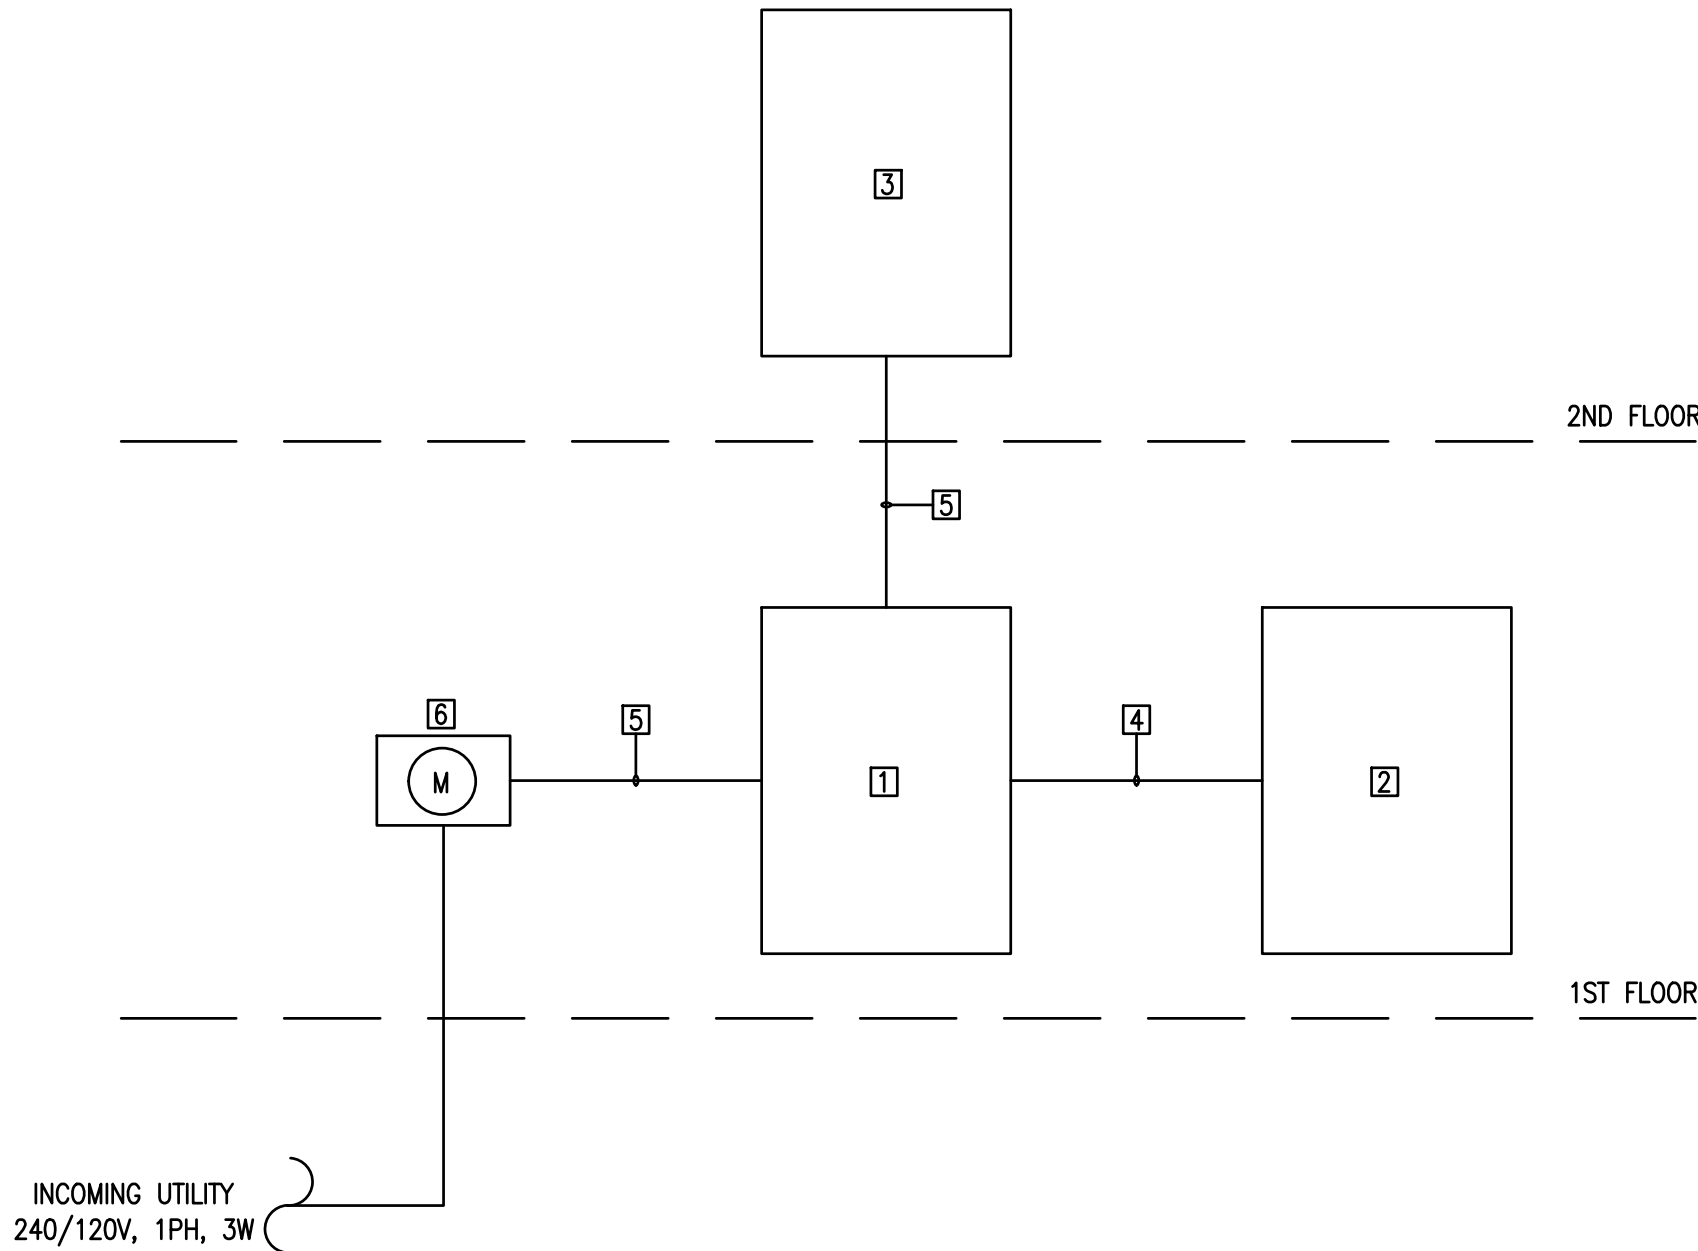 3
2ND FLOOR
5
6
5
4
M
1
2
1ST FLOOR
INCOMING UTILITY
240/120V, 1PH, 3W